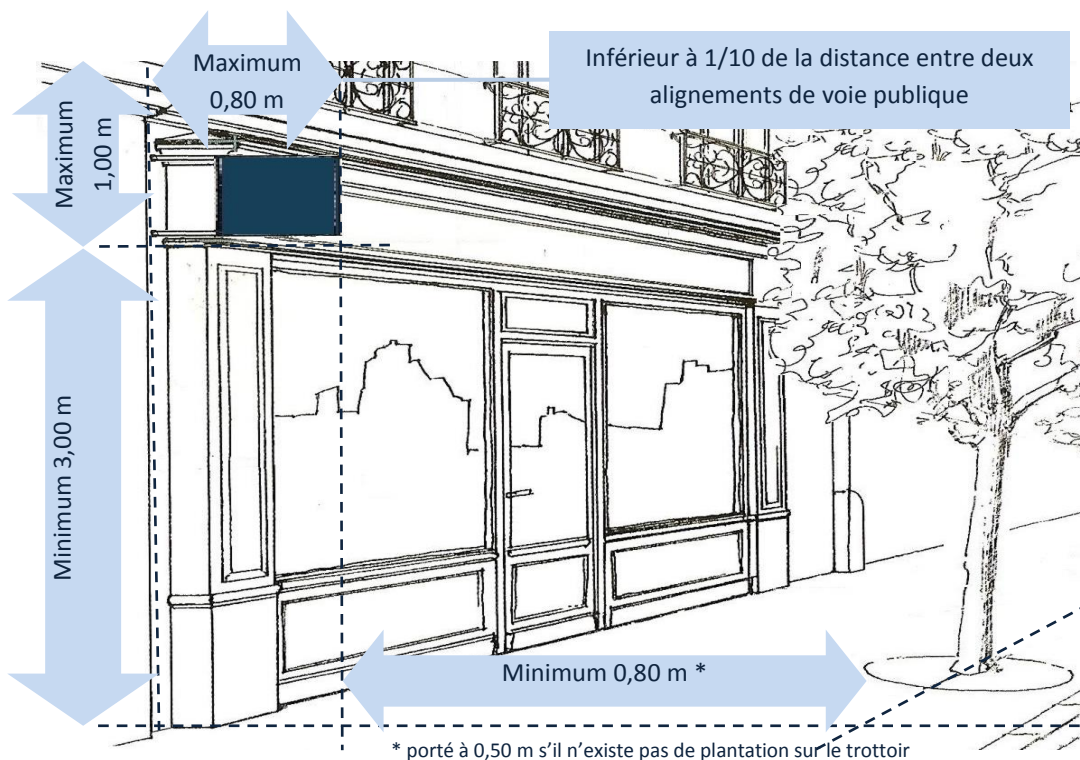 Maximum
0,80 m
Inférieur à 1/10 de la distance entre deux
alignements de voie publique
Maximum
1,00 m
Minimum 3,00 m
Minimum 0,80 m *
* porté à 0,50 m s’il n’existe pas de plantation sur le trottoir